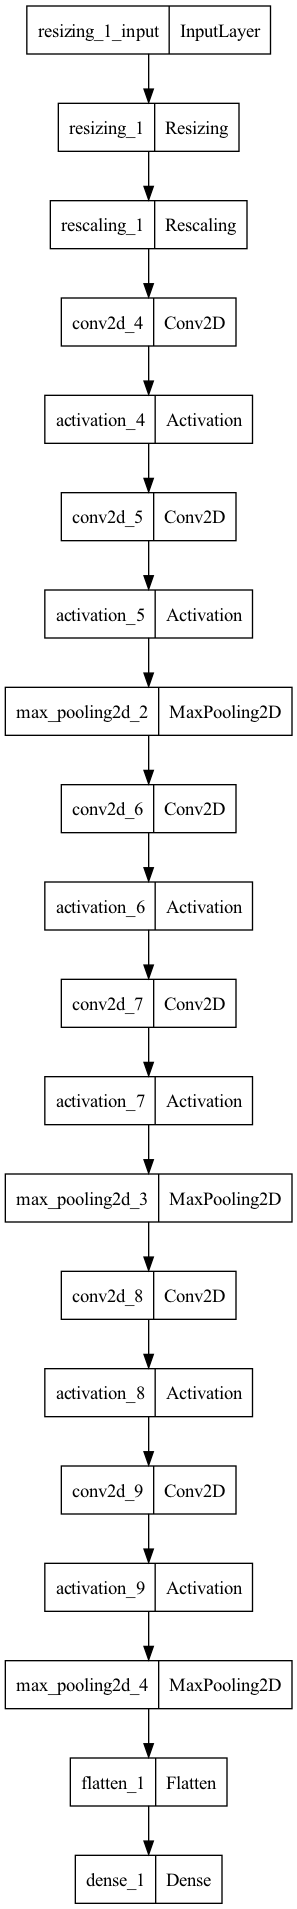 resizing_1_input InputLayer
resizing_1 Resizing
rescaling_1 Rescaling
conv2d_4 Conv2D
activation_4 Activation
conv2d_5 Conv2D
activation_5 Activation
max_pooling2d_2 MaxPooling2D
conv2d_6 Conv2D
activation_6 Activation
conv2d_7 Conv2D
activation_7 Activation
max_pooling2d_3 MaxPooling2D
conv2d_8 Conv2D
activation_8 Activation
conv2d_9 Conv2D
activation_9 Activation
max_pooling2d_4 MaxPooling2D
flatten_1 Flatten
dense_1 Dense